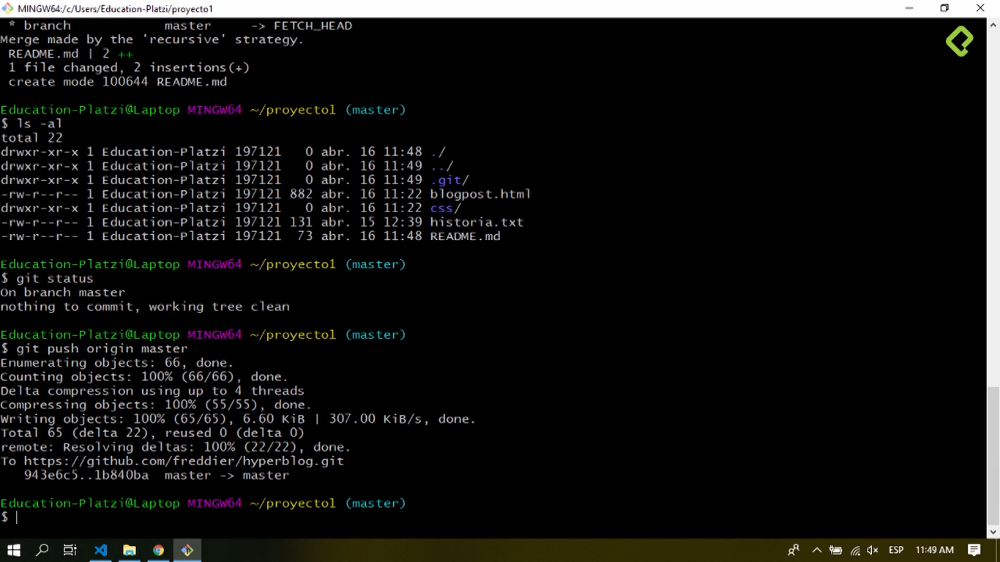 MINGW64:/c/Users/Education-Platzi/proyecto1
* branch            master     -> FETCH_HEAD
Merge made by the 'recursive' strategy.
README.md | 2 ++
1 file changed, 2 insertions(+)
create mode 100644 README.md
Education-Platzi@Laptop MINGW64 ~/proyecto1 (master)
$ ls -al
total 22
drwxr-xr-x 1 Education-Platzi 197121   0 abr. 16 11:48 ./
drwxr-xr-x 1 Education-Platzi 197121   0 abr. 16 11:49 ../
drwxr-xr-x 1 Education-Platzi 197121   0 abr. 16 11:49 .git/
-rw-r--r-- 1 Education-Platzi 197121 882 abr. 16 11:22 blogpost.html
drwxr-xr-x 1 Education-Platzi 197121   0 abr. 16 11:22 css/
-rw-r--r-- 1 Education-Platzi 197121 131 abr. 15 12:39 historia.txt
-rw-r--r-- 1 Education-Platzi 197121  73 abr. 16 11:48 README.md
Education-Platzi@Laptop MINGW64 ~/proyecto1 (master)
$ git status
On branch master
nothing to commit, working tree clean
Education-Platzi@Laptop MINGW64 ~/proyecto1 (master)
$ git push origin master
Enumerating objects: 66, done.
Counting objects: 100% (66/66), done.
Delta compression using up to 4 threads
Compressing objects: 100% (55/55), done.
Writing objects: 100% (65/65), 6.60 KiB | 307.00 KiB/s, done.
Total 65 (delta 22), reused 0 (delta 0)
remote: Resolving deltas: 100% (22/22), done.
To https://github.com/freddier/hyperblog.git
943e6c5..1b840ba  master -> master
Education-Platzi@Laptop MINGW64 ~/proyecto1 (master)
$
ESP 11:49 AM